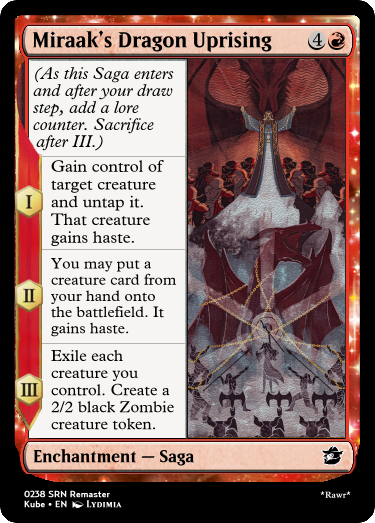 Miraak's Dragon Uprising 4
(As this Saga enters
and after your draw
step, add a lore
counter. Sacrifice
after III.)
I
Gain control of
target creature
and untap it.
That creature
gains haste.
II
You may put a
creature card from
your hand onto
the battlefield. It
gains haste.
III
Exile each
creature you
control. Create a
2/2 black Zombie
creature token.
Enchantment — Saga
0238 SRN Remaster
Kube • EN Lydimia
*Rawr*